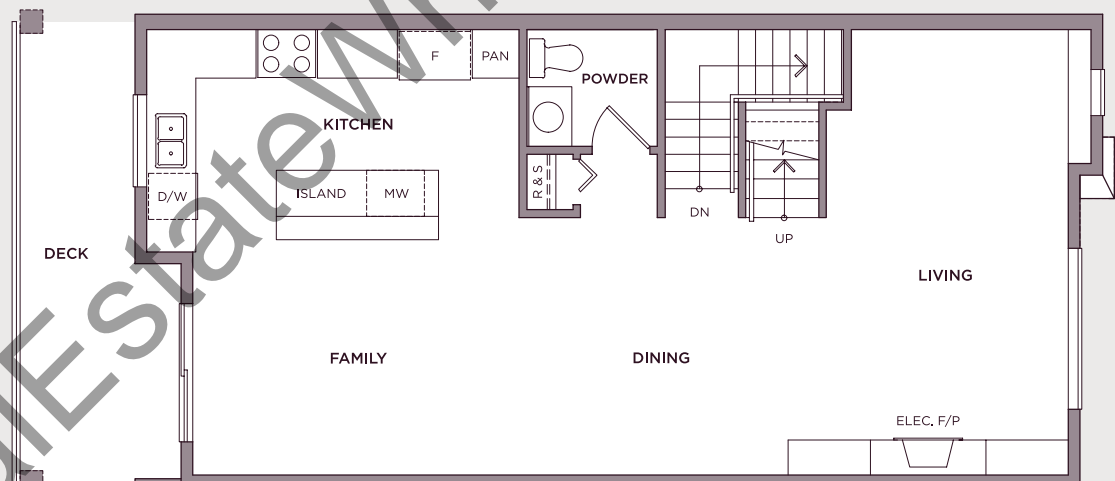 F
PAN
POWDER
KITCHEN
R & S
D/W
ISLAND
MW
DN
UP
DECK
LIVING
FAMILY
DINING
ELEC. F/P